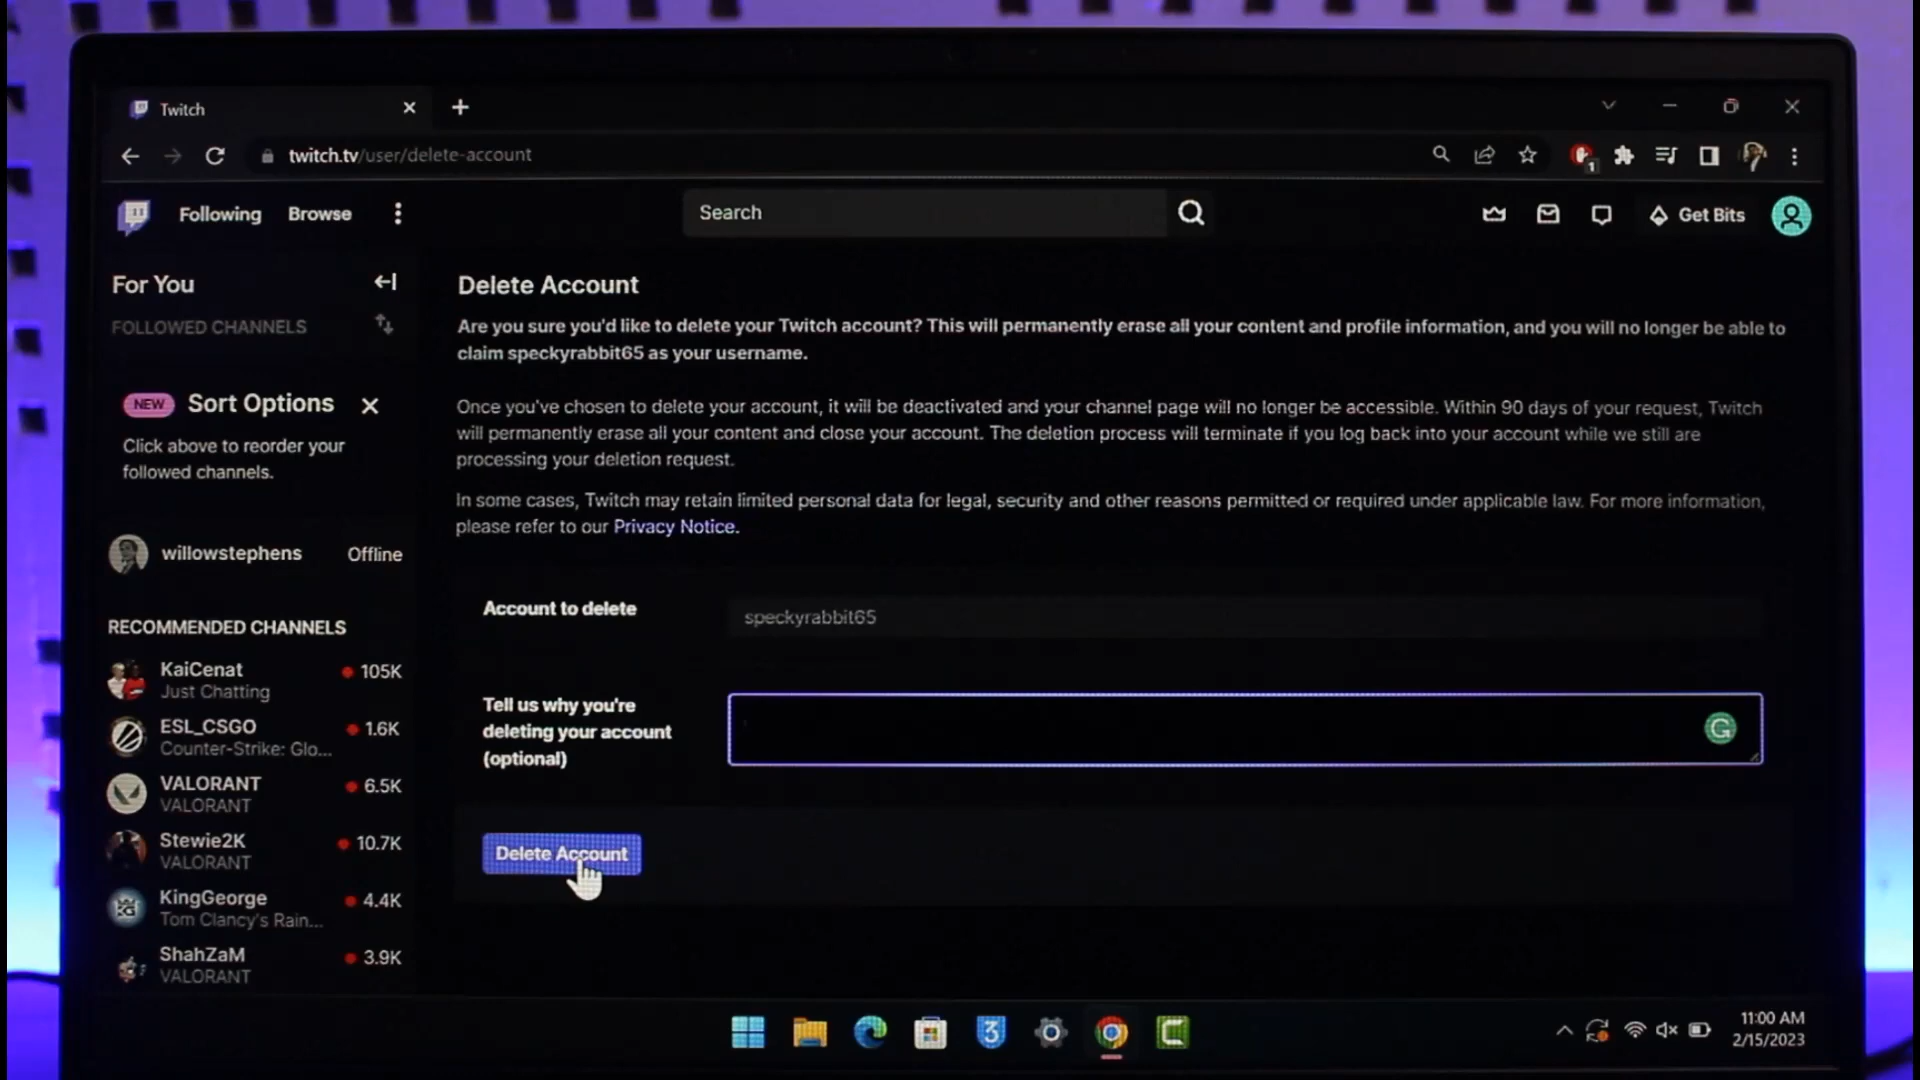 Twitch
twitch.tv/user/delete-account
1
Following Browse
Search
Get Bits
For You
FOLLOWED CHANNELS
NEW Sort Options
Click above to reorder your
followed channels.
willowstephens Offline
RECOMMENDED CHANNELS
KaiCenat 105K
Just Chatting
ESL_CSGO 1.6K
Counter-Strike: Glo...
VALORANT 6.5K
VALORANT
Stewie2K 10.7K
VALORANT
KingGeorge 4.4K
Tom Clancy's Rain...
ShahZaM 3.9K
VALORANT
Delete Account
Are you sure you'd like to delete your Twitch account? This will permanently erase all your content and profile information, and you will no longer be able to
claim speckyrabbit65 as your username.
Once you've chosen to delete your account, it will be deactivated and your channel page will no longer be accessible. Within 90 days of your request, Twitch
will permanently erase all your content and close your account. The deletion process will terminate if you log back into your account while we still are
processing your deletion request.
In some cases, Twitch may retain limited personal data for legal, security and other reasons permitted or required under applicable law. For more information,
please refer to our Privacy Notice.
Account to delete speckyrabbit65
Tell us why you're
deleting your account
(optional)
G
Delete Account
3
C
11:00 AM
2/15/2023